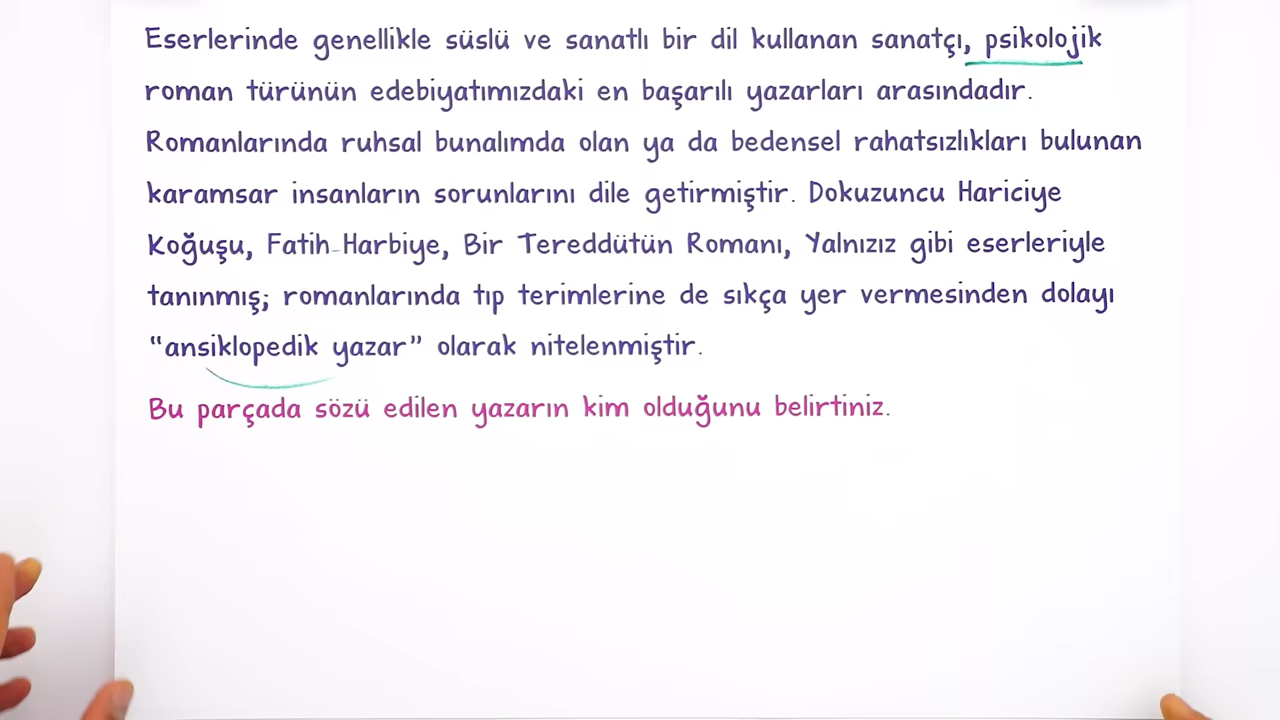 Eserlerinde genellikle süslü ve sanatlı bir dil kullanan sanatçı, psikolojik
roman türünün edebiyatımızdaki en başarılı yazarları arasındadır.
Romanlarında ruhsal bunalımda olan ya da bedensel rahatsızlıkları bulunan
karamsar insanların sorunlarını dile getirmiştir. Dokuzuncu Hariciye
Koğuşu, Fatih-Harbiye, Bir Tereddütün Romanı, Yalnızız gibi eserleriyle
tanınmış; romanlarında tıp terimlerine de sıkça yer vermesinden dolayı
"ansiklopedik yazar" olarak nitelenmiştir.
Bu parçada sözü edilen yazarın kim olduğunu belirtiniz.